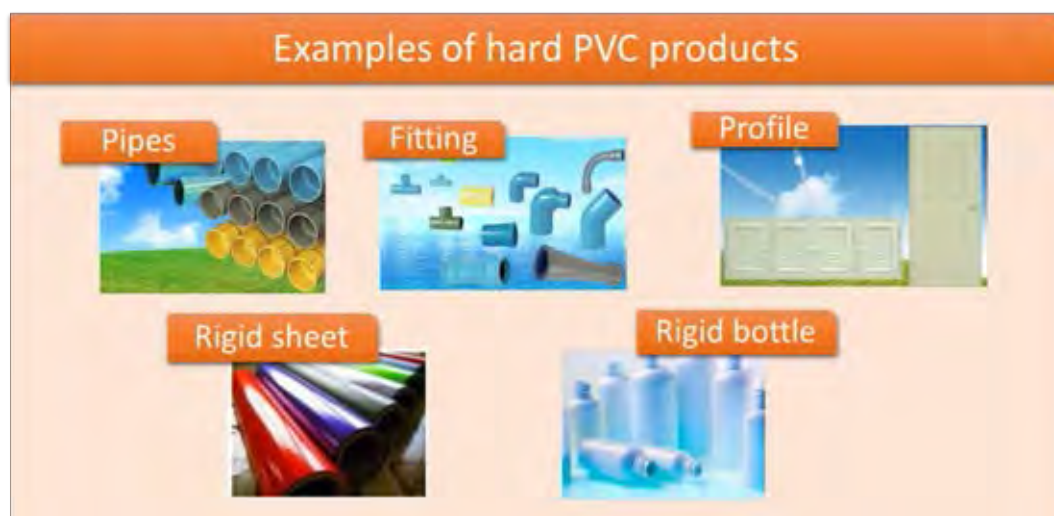 Examples of hard PVC products
Pipes
Fitting
Profile
Rigid sheet
Rigid bottle